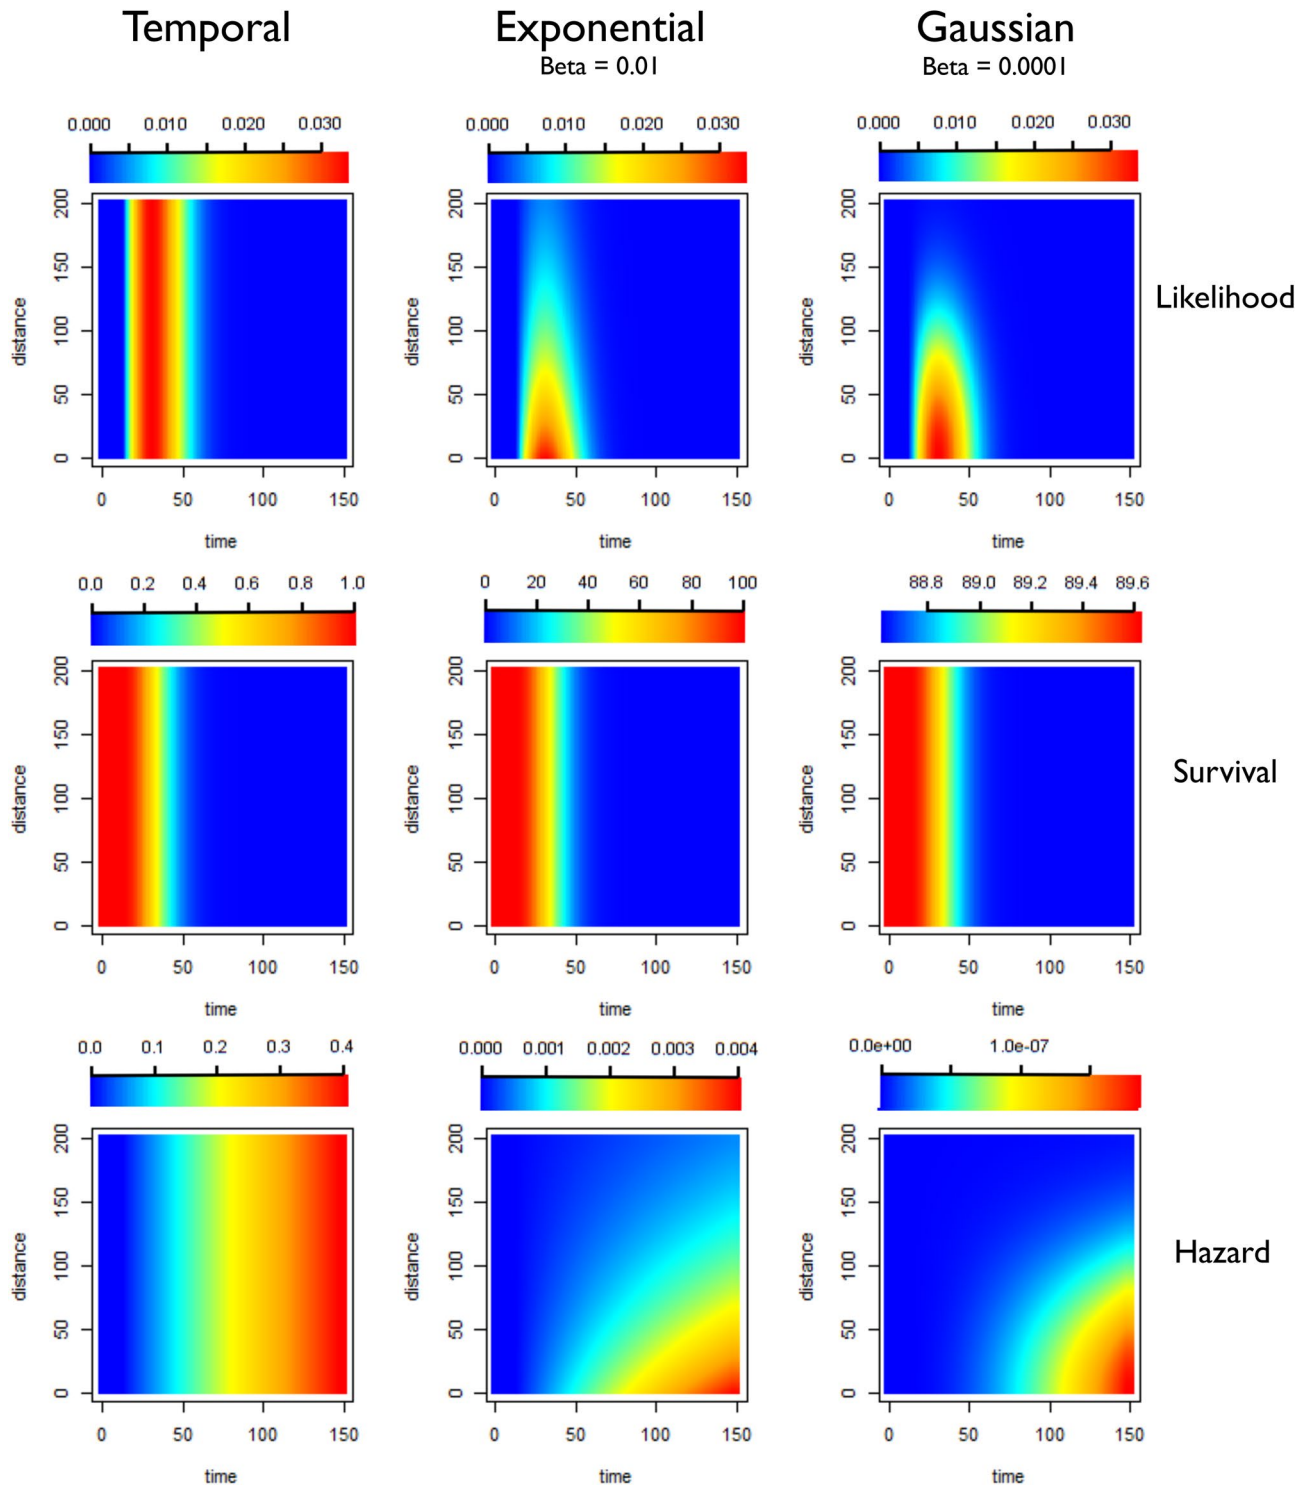 Temporal Exponential Gaussian
Beta = 0.01 Beta = 0.0001
0.000 0.010 0.020 0.030 0.000 0.010 0.020 0.030 0.000 0.010 0.020 0.030
200 200 200
150 150 150
Likelihood
distance distance distance
100 100 100
50 50 50
0 0 0
0 50 100 150 0 50 100 150 0 50 100 150
time time time
0.0 0.2 0.4 0.6 0.8 1.0 0 20 40 60 80 100 88.8 89.0 89.2 89.4 89.6
200 200 200
150 150 150
Survival
distance distance distance
100 100 100
50 50 50
0 0 0
0 50 100 150 0 50 100 150 0 50 100 150
time time time
0.0 0.1 0.2 0.3 0.4 0.000 0.001 0.002 0.003 0.004 0.0e+00 1.0e-07
200 200 200
150 150 150
Hazard
distance distance distance
100 100 100
50 50 50
0 0 0
0 50 100 150 0 50 100 150 0 50 100 150
time time time